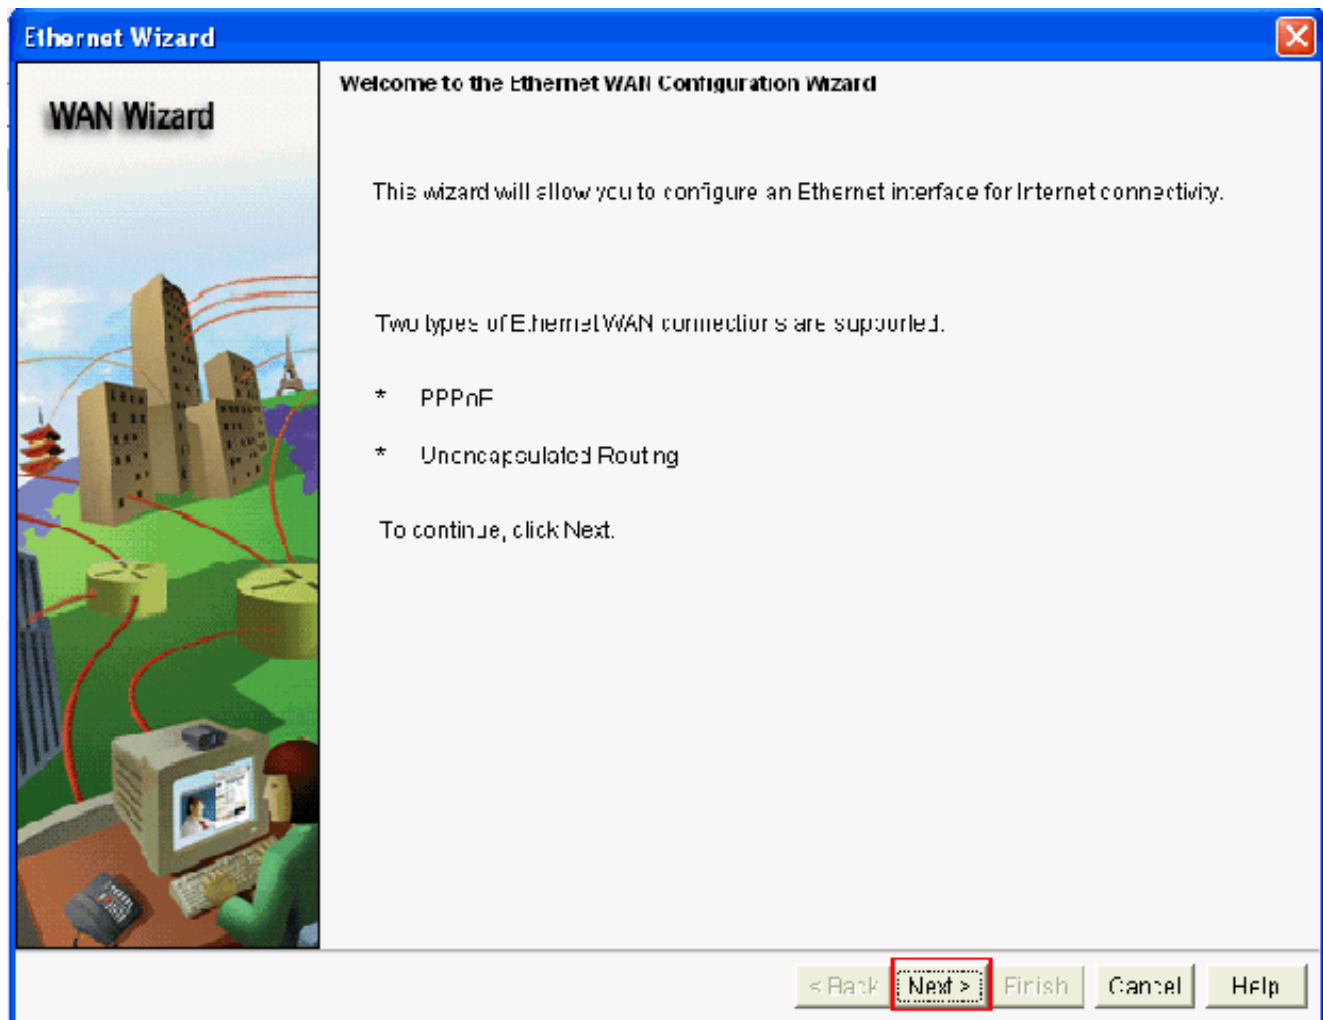 Ethernet Wizard
WAN Wizard
Welcome to the Ethernet WAN Configuration Wizard
This wizard will allow you to configure an Ethernet interface for Internet connectivity.
Two types of Ethernet WAN connections are supported.
* PPPoE
* Unencapsulated Routing
To continue, click Next.
< Back Next > Finish Cancel Help